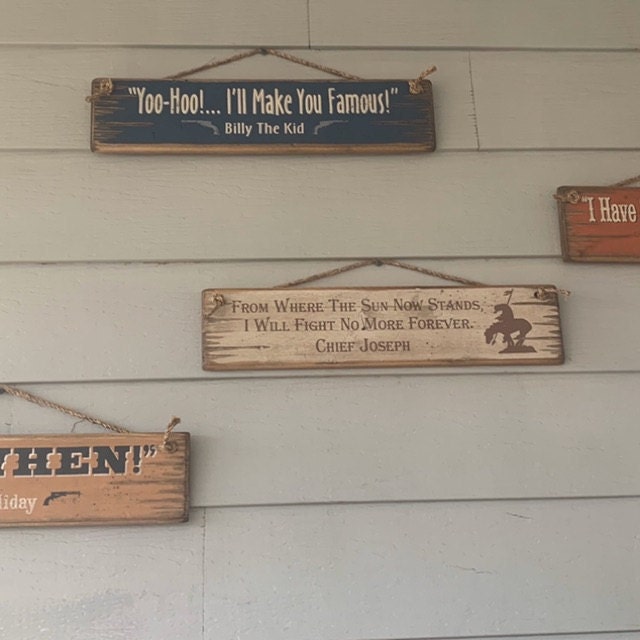 "Yoo-Hoo!... I'll Make You Famous!"
Billy The Kid
"I Have
From Where The Sun Now Stands,
I Will Fight No More Forever.
Chief Joseph
HEN!"
liday